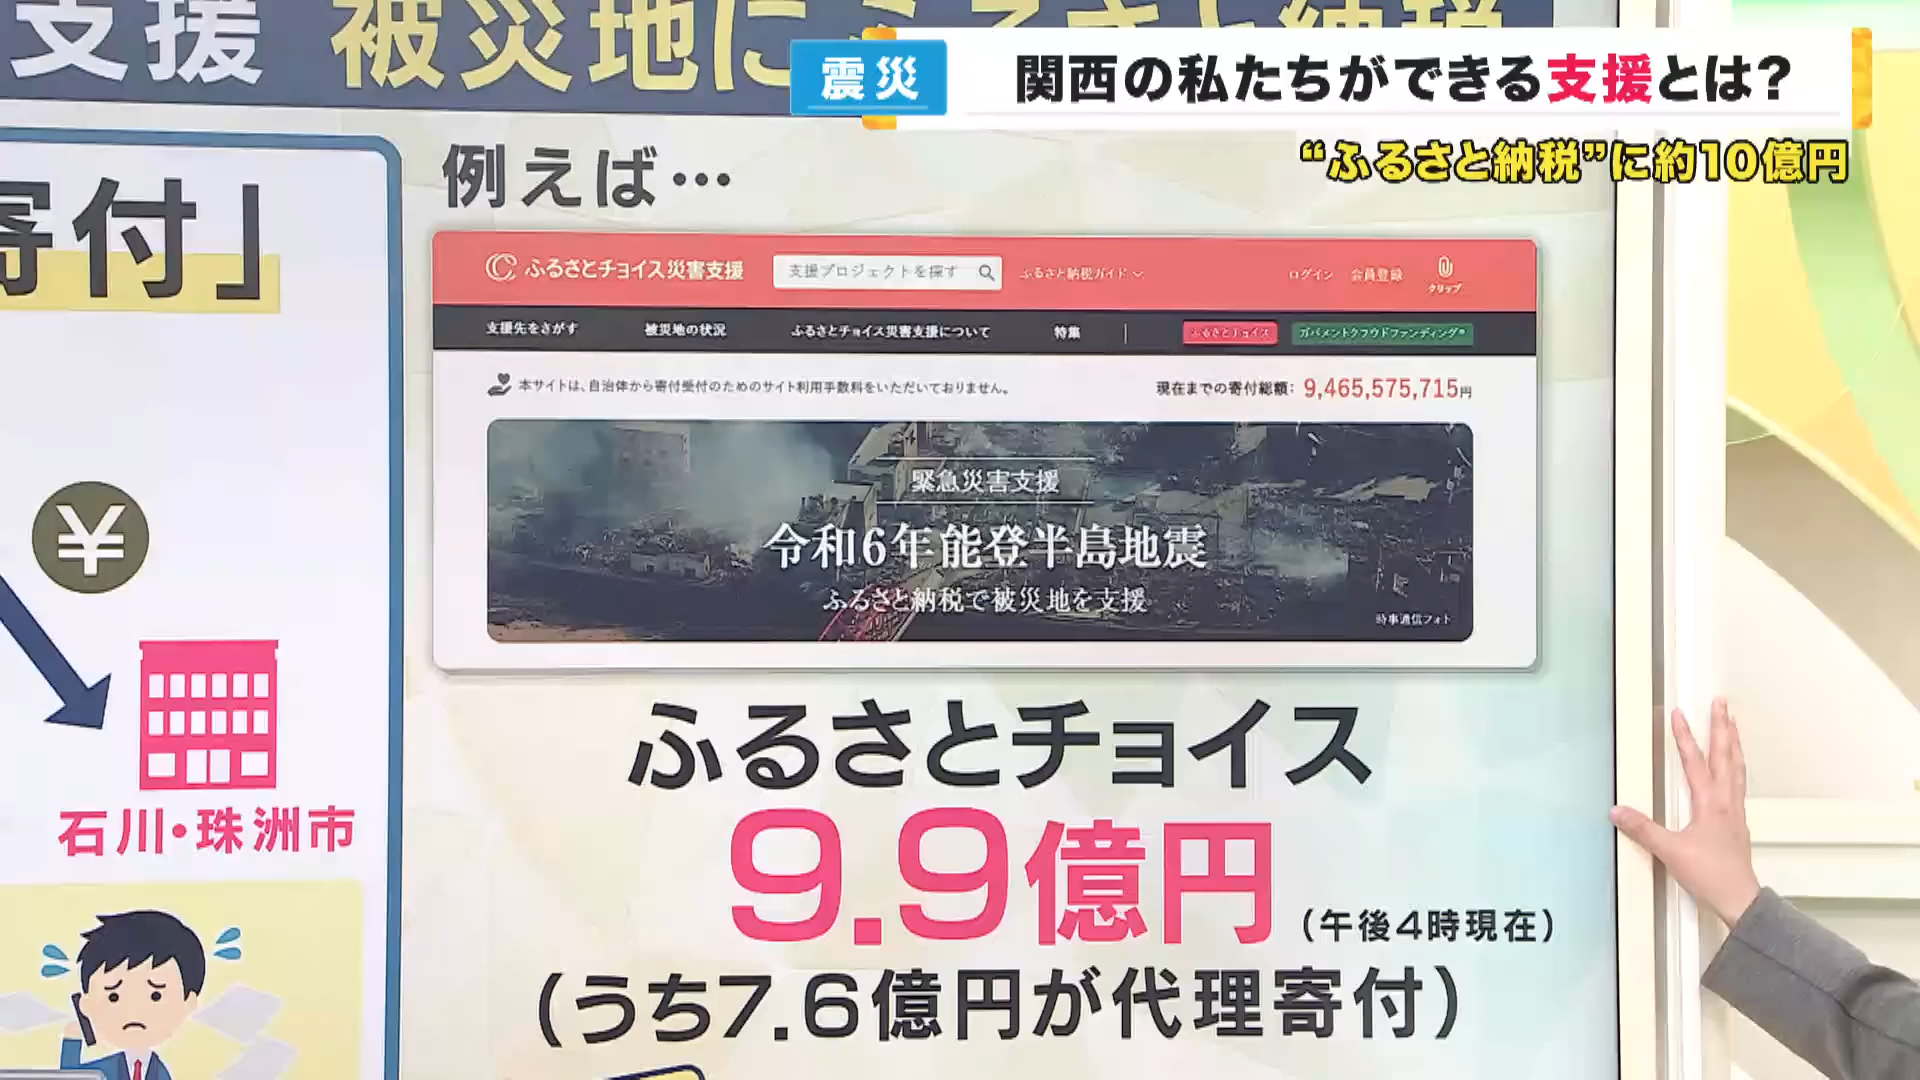 支援 被災地にふるさと納税
震災
関西の私たちができる支援とは？
“ふるさと納税”に約10億円
寄付」
例えば…
ふるさとチョイス災害支援
支援プロジェクトを探す
ふるさと納税ガイド
ログイン
会員登録
クリップ
支援先をさがす
被災地の状況
ふるさとチョイス災害支援について
特集
ふるさとチョイス
ガバメントクラウドファンディング®
本サイトは、自治体から寄付受付のためのサイト利用手数料をいただいておりません。
現在までの寄付総額: 9,465,575,715円
緊急災害支援
令和6年能登半島地震
ふるさと納税で被災地を支援
時事通信フォト
¥
石川・珠洲市
ふるさとチョイス
9.9億円
(午後4時現在)
(うち7.6億円が代理寄付)